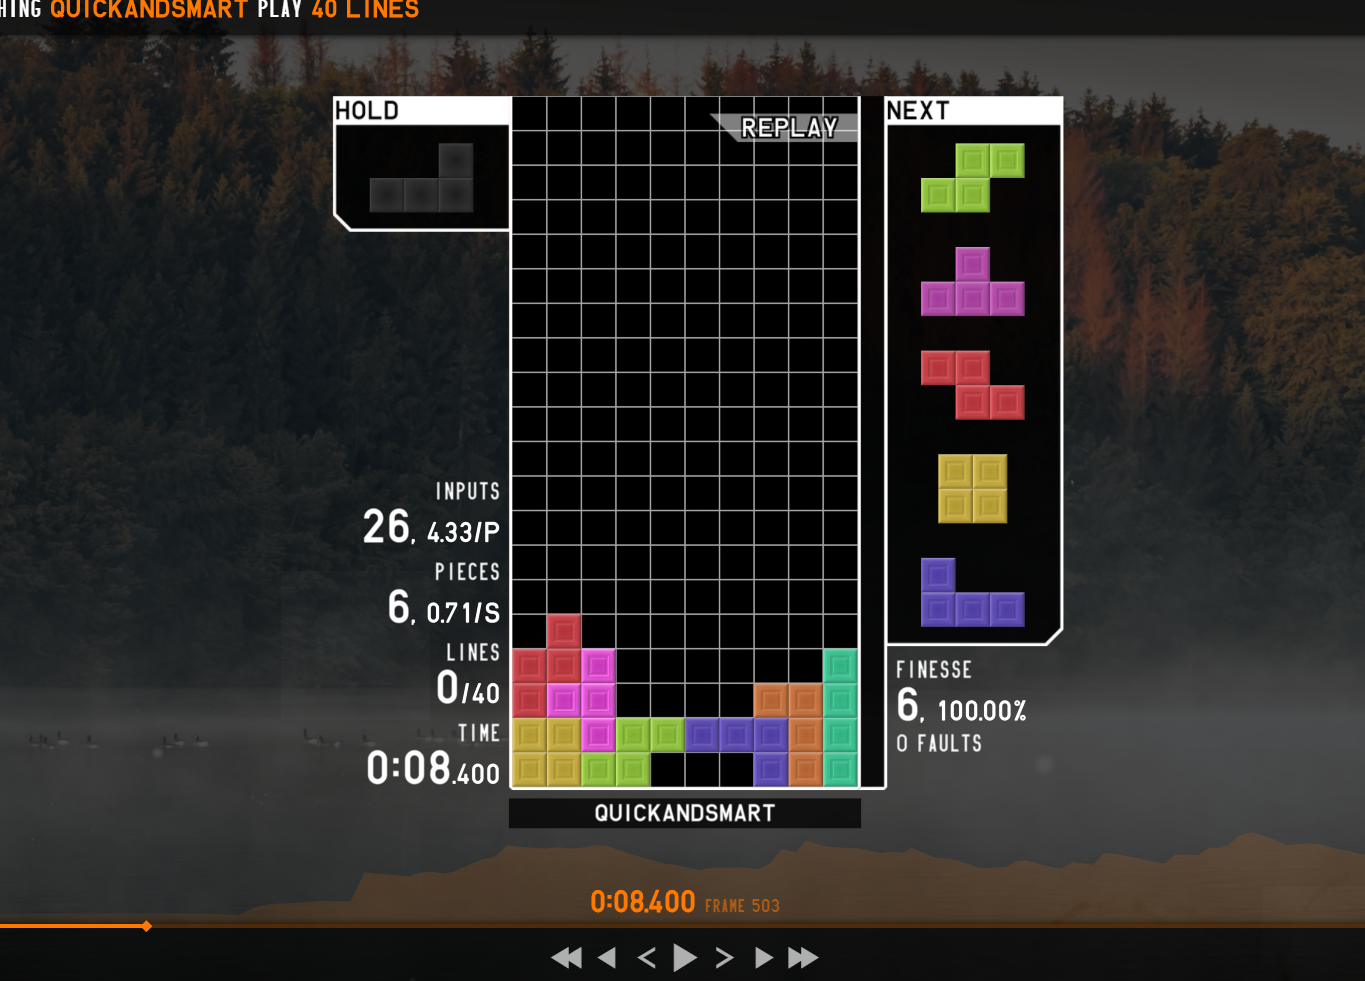 QUICKANDSMART PLAY 40 LINES
HOLD
REPLAY
NEXT
INPUTS
26, 4.33/P
PIECES
6, 0.71/S
LINES
0/40
TIME
0:08.400
FINESSE
6, 100.00%
0 FAULTS
QUICKANDSMART
0:08.400 FRAME 503